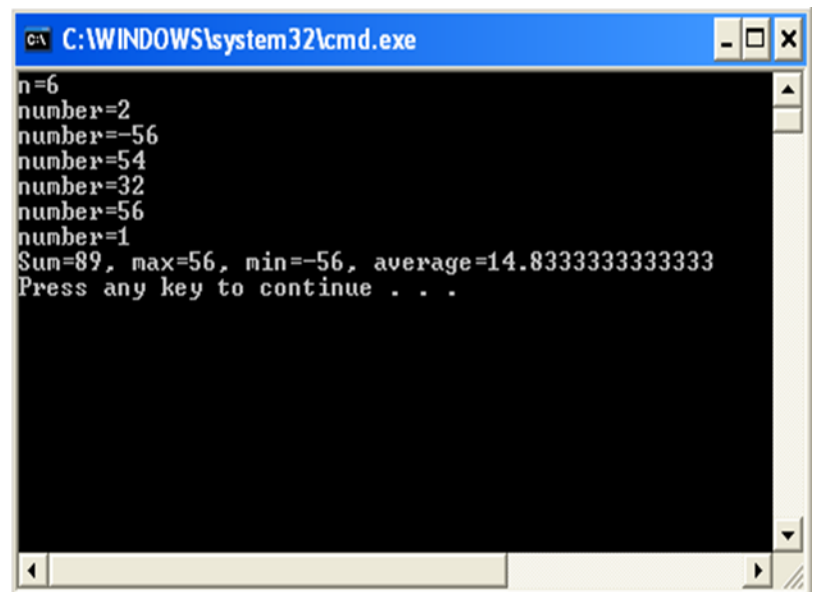 C:\WINDOWS\system32\cmd.exe
n=6
number=2
number=-56
number=54
number=32
number=56
number=1
Sum=89, max=56, min=-56, average=14.8333333333333
Press any key to continue . . .